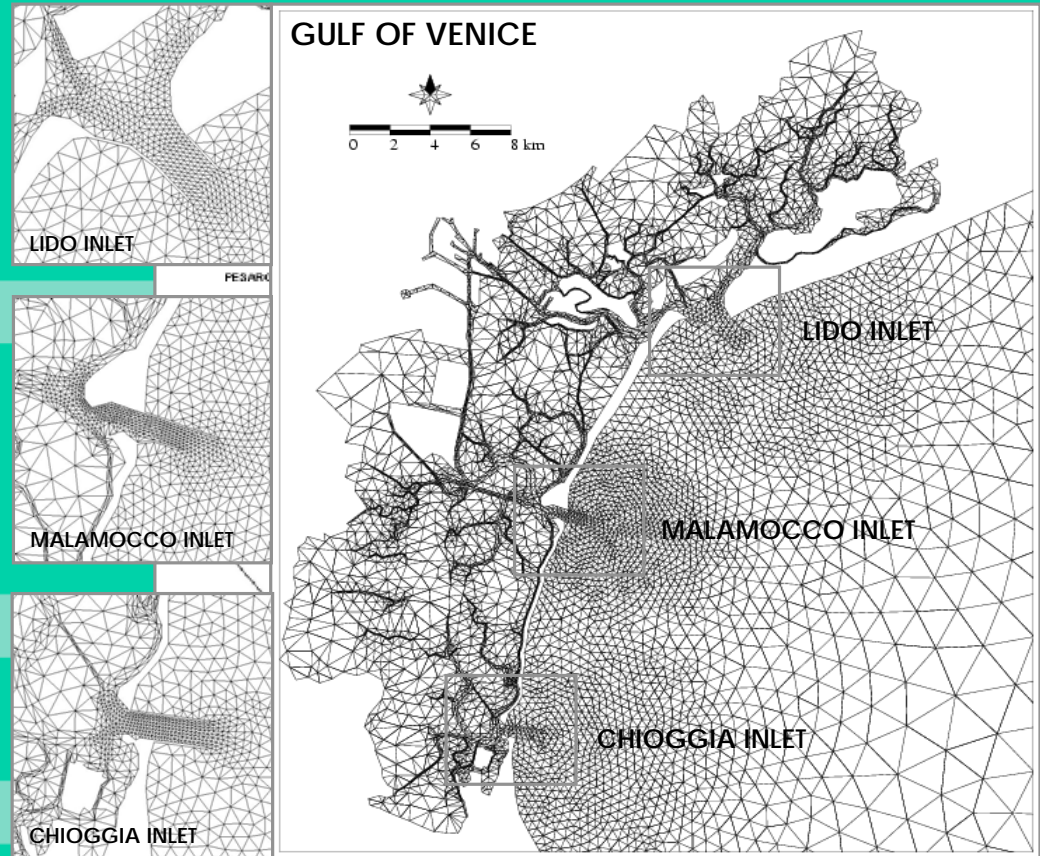 GULF OF VENICE
0 2 4 6 8 km
LIDO INLET
MALAMOCCO INLET
CHIOGGIA INLET
LIDO INLET
PESARO
MALAMOCCO INLET
CHIOGGIA INLET